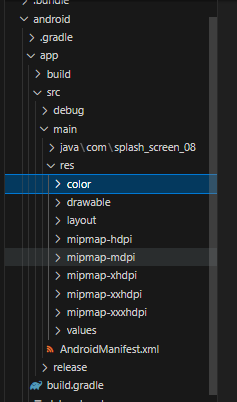 .bundle
android
.gradle
app
build
src
debug
main
java\com\splash_screen_08
res
color
drawable
layout
mipmap-hdpi
mipmap-mdpi
mipmap-xhdpi
mipmap-xxhdpi
mipmap-xxxhdpi
values
AndroidManifest.xml
release
build.gradle